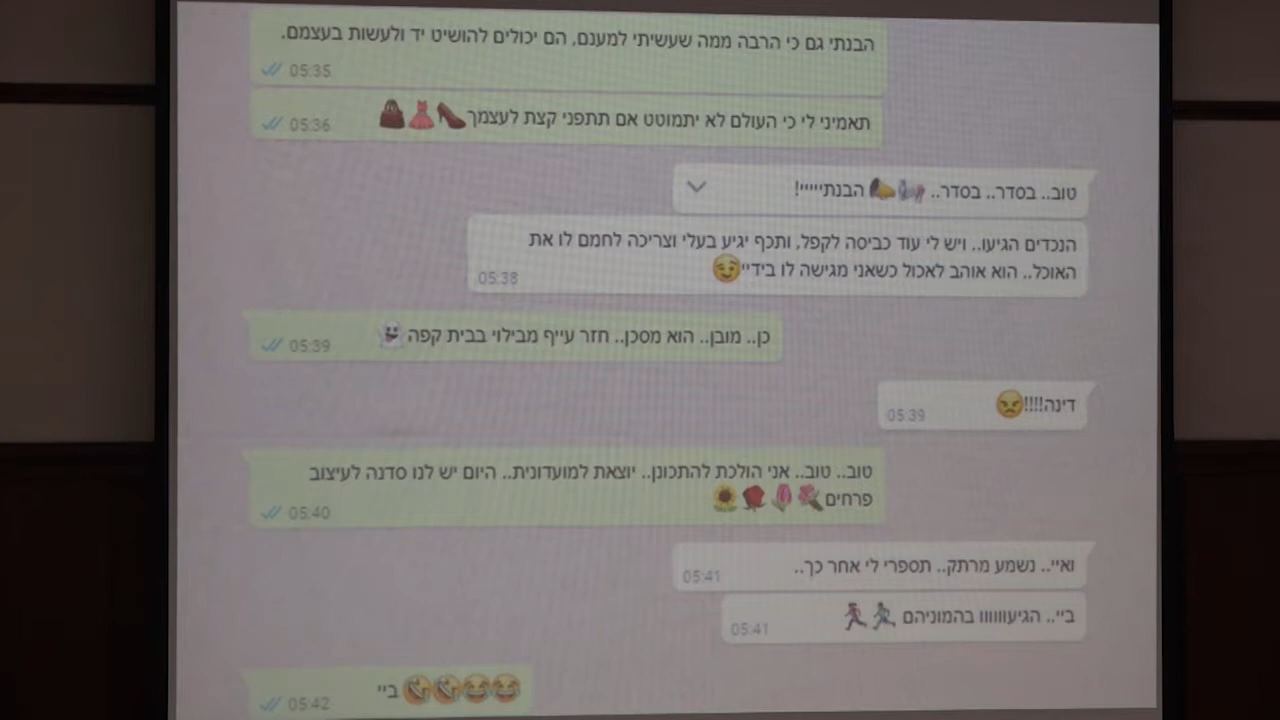 הבנתי גם כי הרבה ממה שעשיתי למענם, הם יכולים להושיט יד ולעשות בעצמם.
05:35
תאמיני לי כי העולם לא יתמוטט אם תתפני קצת לעצמך👠👗👜
05:36
טוב.. בסדר.. בסדר.. הבנתיייייי!
הנכדים הגיעו.. ויש לי עוד כביסה לקפל, ותכף יגיע בעלי וצריכה לחמם לו את
האוכל.. הוא אוהב לאכול כשאני מגישה לו בידיי😉
05:38
כן.. מובן.. הוא מסכן.. חזר עייף מבילוי בבית קפה 👻
05:39
דינה!!!!😠
05:39
טוב.. טוב.. אני הולכת להתכונן.. יוצאת למועדונית.. היום יש לנו סדנה לעיצוב
פרחים💐🌷🌹🌻
05:40
ואיי.. נשמע מרתק.. תספרי לי אחר כך..
05:41
ביי.. הגיעוווווו בהמוניהם 🏃🏃
05:41
😂😂🤣🤣 ביי
05:42